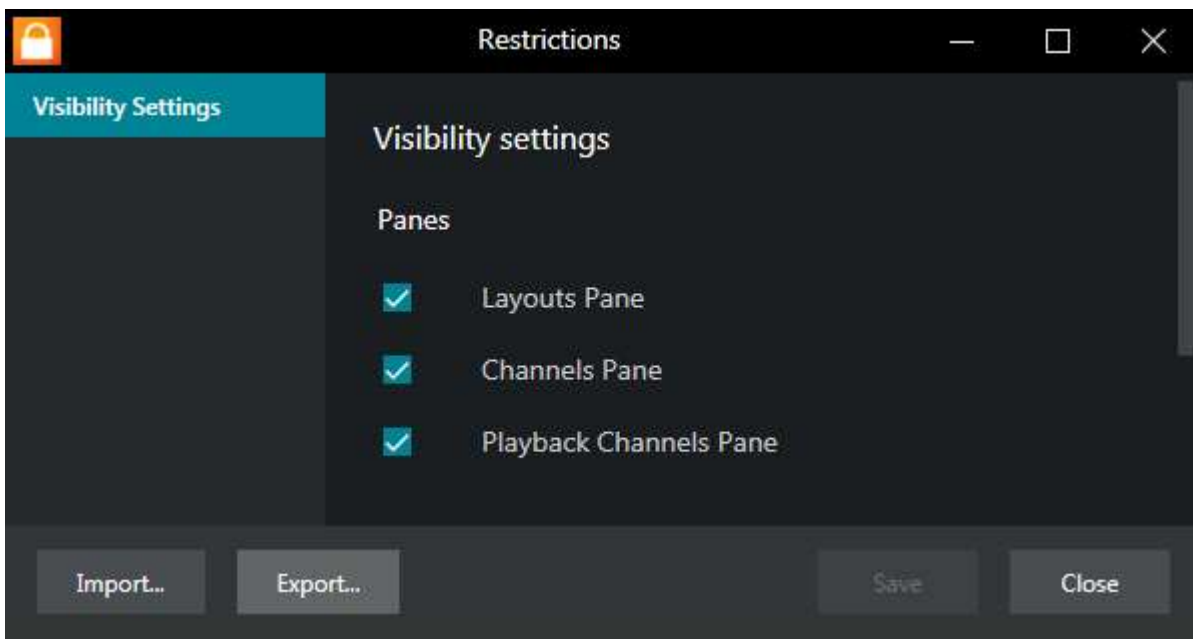 Restrictions
Visibility Settings
Visibility settings
Panes
Layouts Pane
Channels Pane
Playback Channels Pane
Import...
Export...
Save
Close